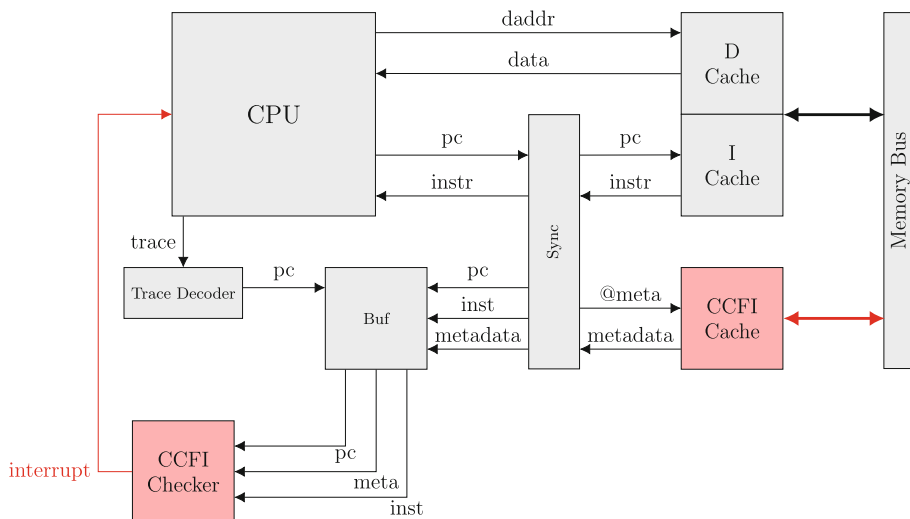 daddr
D
Cache
data
CPU
pc
pc
I
Cache
instr
instr
Memory Bus
Sync
trace
Trace Decoder
pc
Buf
pc
@meta
inst
CCFI
Cache
metadata
metadata
pc
CCFI
Checker
interrupt
meta
inst